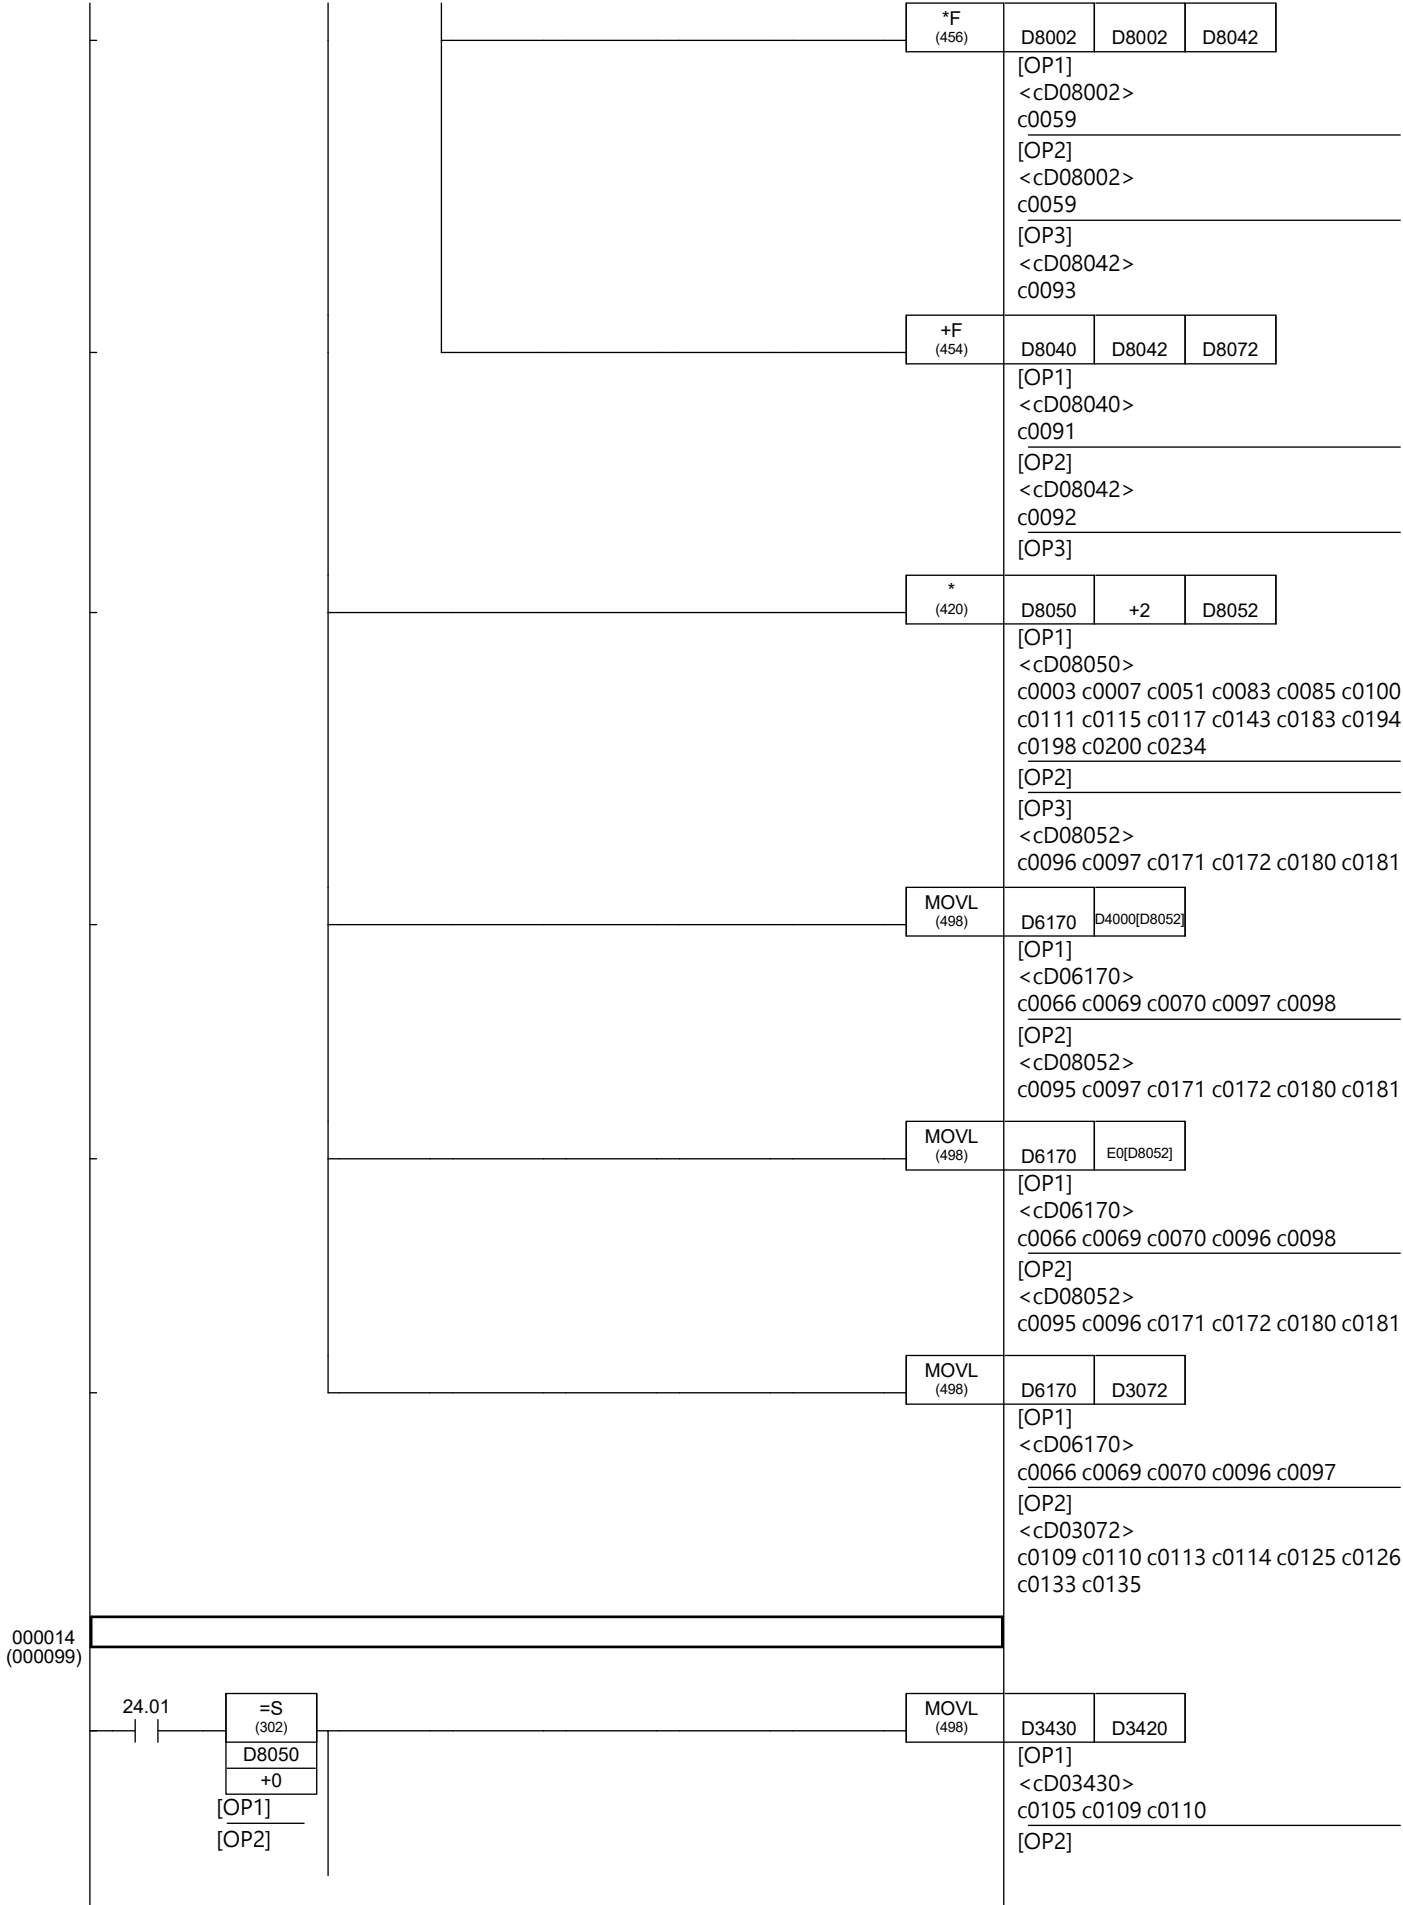 *F
(456)
D8002 D8002 D8042
[OP1]
<cD08002>
c0059
[OP2]
<cD08002>
c0059
[OP3]
<cD08042>
c0093
+F
(454)
D8040 D8042 D8072
[OP1]
<cD08040>
c0091
[OP2]
<cD08042>
c0092
[OP3]
*
(420)
D8050 +2 D8052
[OP1]
<cD08050>
c0003 c0007 c0051 c0083 c0085 c0100
c0111 c0115 c0117 c0143 c0183 c0194
c0198 c0200 c0234
[OP2]
[OP3]
<cD08052>
c0096 c0097 c0171 c0172 c0180 c0181
MOVL
(498)
D6170 D4000[D8052]
[OP1]
<cD06170>
c0066 c0069 c0070 c0097 c0098
[OP2]
<cD08052>
c0095 c0097 c0171 c0172 c0180 c0181
MOVL
(498)
D6170 E0[D8052]
[OP1]
<cD06170>
c0066 c0069 c0070 c0096 c0098
[OP2]
<cD08052>
c0095 c0096 c0171 c0172 c0180 c0181
MOVL
(498)
D6170 D3072
[OP1]
<cD06170>
c0066 c0069 c0070 c0096 c0097
[OP2]
<cD03072>
c0109 c0110 c0113 c0114 c0125 c0126
c0133 c0135
000014
(000099)
24.01
=S
(302)
D8050
+0
[OP1]
[OP2]
MOVL
(498)
D3430 D3420
[OP1]
<cD03430>
c0105 c0109 c0110
[OP2]